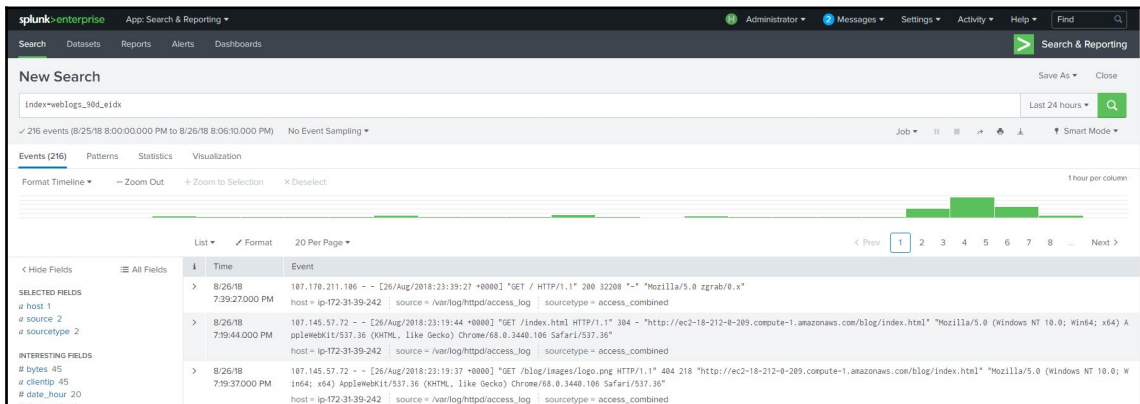 splunk>enterprise App: Search & Reporting ▾ H Administrator ▾ 2 Messages ▾ Settings ▾ Activity ▾ Help ▾ Find
Search Datasets Reports Alerts Dashboards > Search & Reporting
New Search Save As ▾ Close
index=weblogs_90d_eidx Last 24 hours ▾
✓ 216 events (8/25/18 8:00:00.000 PM to 8/26/18 8:06:10.000 PM) No Event Sampling ▾ Job ▾ Smart Mode ▾
Events (216) Patterns Statistics Visualization
Format Timeline ▾ — Zoom Out + Zoom to Selection × Deselect 1 hour per column
List ▾ Format 20 Per Page ▾ < Prev 1 2 3 4 5 6 7 8 ... Next >
< Hide Fields All Fields i Time Event
SELECTED FIELDS
a host 1
a source 2
a sourcetype 2
INTERESTING FIELDS
# bytes 45
a clientip 45
# date_hour 20
> 8/26/18 107.170.211.106 - - [26/Aug/2018:23:39:27 +0000] "GET / HTTP/1.1" 200 32208 "-" "Mozilla/5.0 zgrab/0.x"
7:39:27.000 PM
host = ip-172-31-39-242 source = /var/log/httpd/access_log sourcetype = access_combined
> 8/26/18 107.145.57.72 - - [26/Aug/2018:23:19:44 +0000] "GET /index.html HTTP/1.1" 304 - "http://ec2-18-212-0-209.compute-1.amazonaws.com/blog/index.html" "Mozilla/5.0 (Windows NT 10.0; Win64; x64) A
7:19:44.000 PM ppleWebKit/537.36 (KHTML, like Gecko) Chrome/68.0.3440.106 Safari/537.36"
host = ip-172-31-39-242 source = /var/log/httpd/access_log sourcetype = access_combined
> 8/26/18 107.145.57.72 - - [26/Aug/2018:23:19:37 +0000] "GET /blog/images/logo.png HTTP/1.1" 404 218 "http://ec2-18-212-0-209.compute-1.amazonaws.com/blog/index.html" "Mozilla/5.0 (Windows NT 10.0; W
7:19:37.000 PM in64; x64) AppleWebKit/537.36 (KHTML, like Gecko) Chrome/68.0.3440.106 Safari/537.36"
host = ip-172-31-39-242 source = /var/log/httpd/access_log sourcetype = access_combined